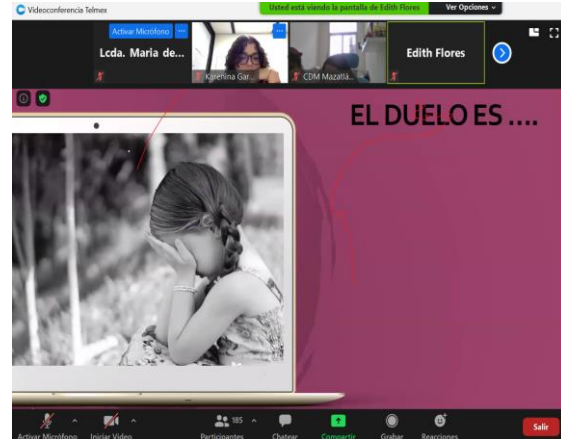 Videoconferencia Telmex
Usted está viendo la pantalla de Edith Flores
Ver Opciones
Activar Micrófono
Lcda. Maria de...
Karenina Gar...
CDM Mazatlá...
Edith Flores
EL DUELO ES ....
Activar Micrófono
Iniciar Video
185
Participantes
Chatear
Compartir
Grabar
Reacciones
Salir